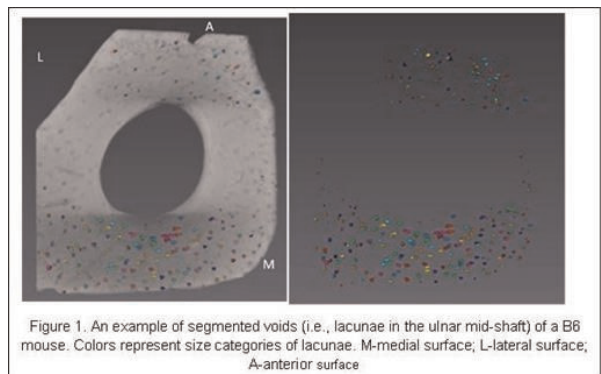 A
L
M
Figure 1. An example of segmented voids (i.e., lacunae in the ulnar mid-shaft) of a B6
mouse. Colors represent size categories of lacunae. M-medial surface; L-lateral surface;
A-anterior surface